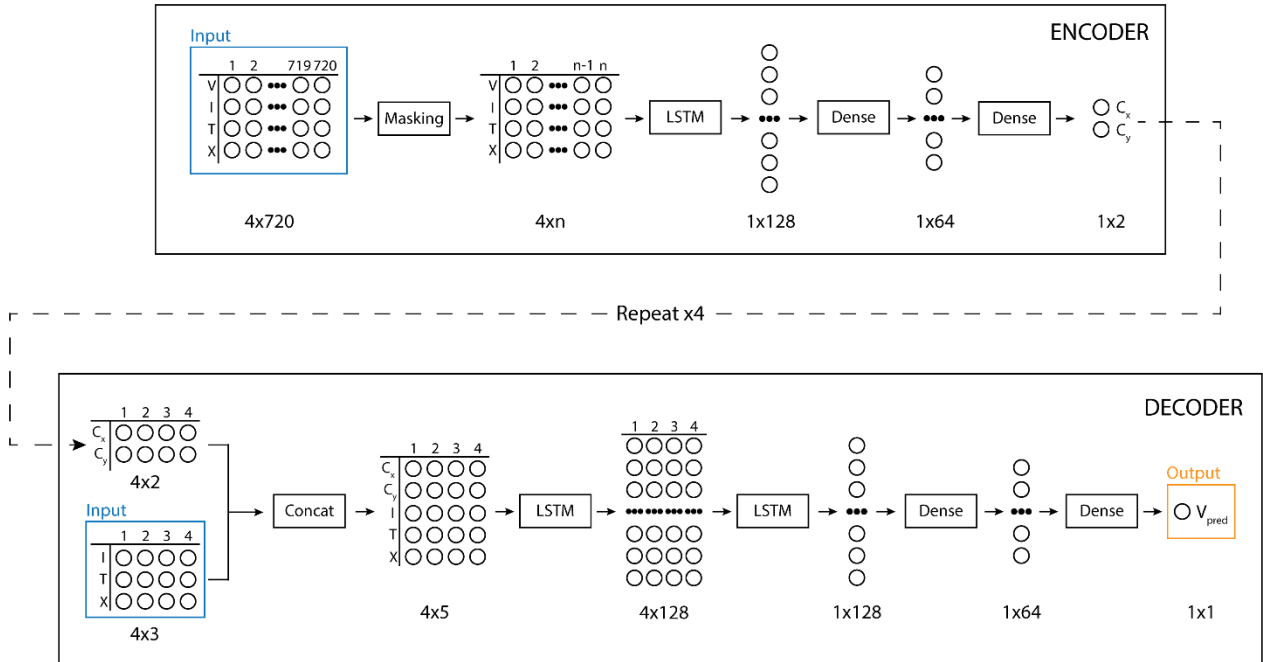 ENCODER
Input
1 2 719 720
V
I
T
X
4x720
Masking
1 2 n-1 n
V
I
T
X
4xn
LSTM
1x128
Dense
1x64
Dense
Cx
Cy
1x2
Repeat x4
DECODER
1 2 3 4
Cx
Cy
4x2
Input
1 2 3 4
I
T
X
4x3
Concat
1 2 3 4
Cx
Cy
I
T
X
4x5
LSTM
1 2 3 4
4x128
LSTM
1x128
Dense
1x64
Dense
Output
Vpred
1x1